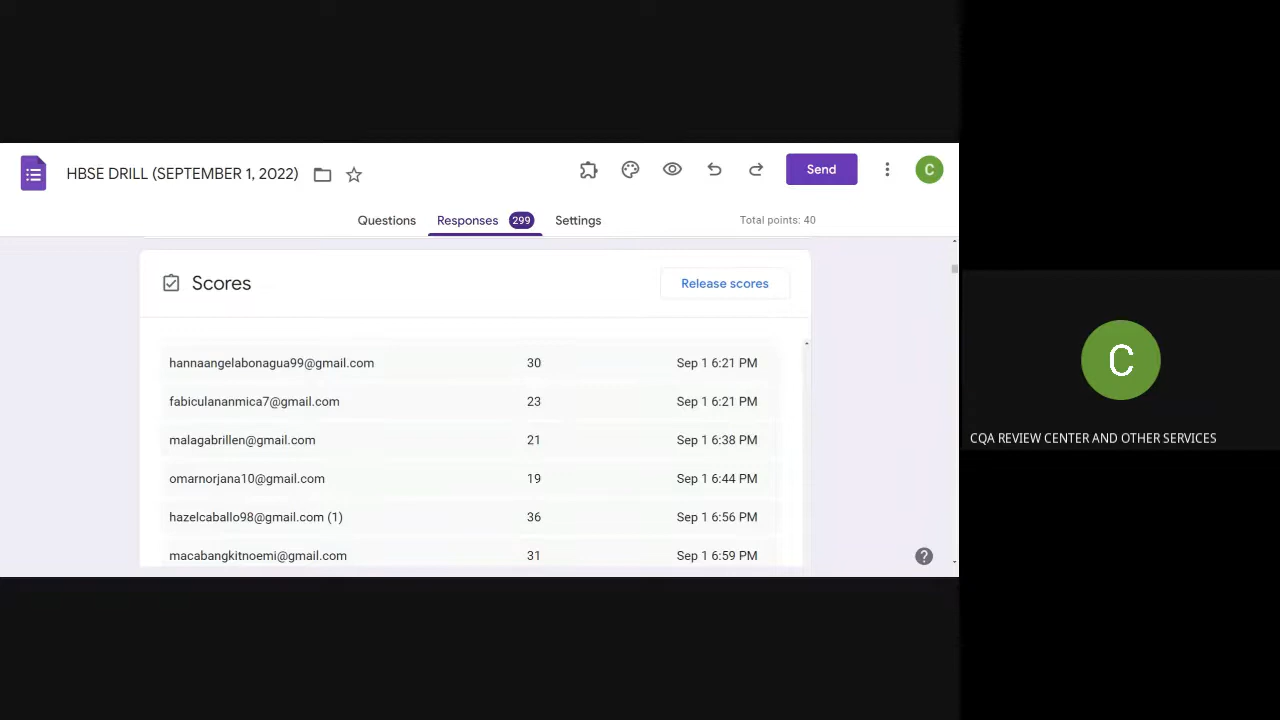 HBSE DRILL (SEPTEMBER 1, 2022)
Send
C
Questions
Responses 299
Settings
Total points: 40
Scores
Release scores
hannaangelabonagua99@gmail.com 30 Sep 1 6:21 PM
fabiculananmica7@gmail.com 23 Sep 1 6:21 PM
malagabrillen@gmail.com 21 Sep 1 6:38 PM
omarnorjana10@gmail.com 19 Sep 1 6:44 PM
hazelcaballo98@gmail.com (1) 36 Sep 1 6:56 PM
macabangkitnoemi@gmail.com 31 Sep 1 6:59 PM
C
CQA REVIEW CENTER AND OTHER SERVICES